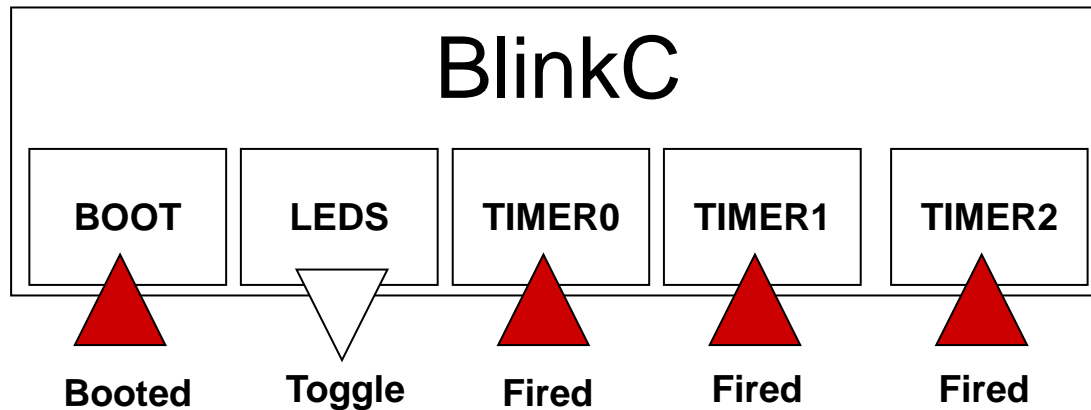 BlinkC
BOOT LEDS TIMER0 TIMER1 TIMER2
Booted Toggle Fired Fired Fired